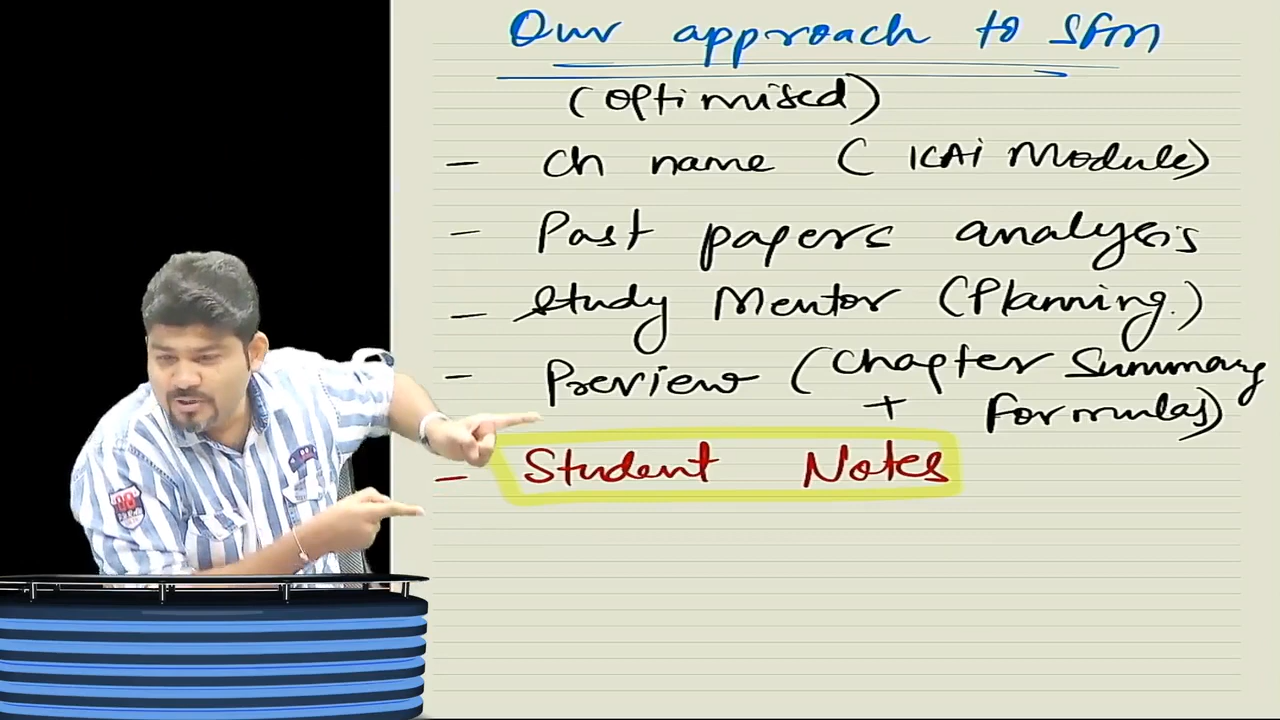 Our approach to SFM
(Optimised)
- Ch name (ICAI Module)
- Past papers analysis
- Study Mentor (Planning.)
- Preview (Chapter Summary
+ Formulas)
- Student Notes